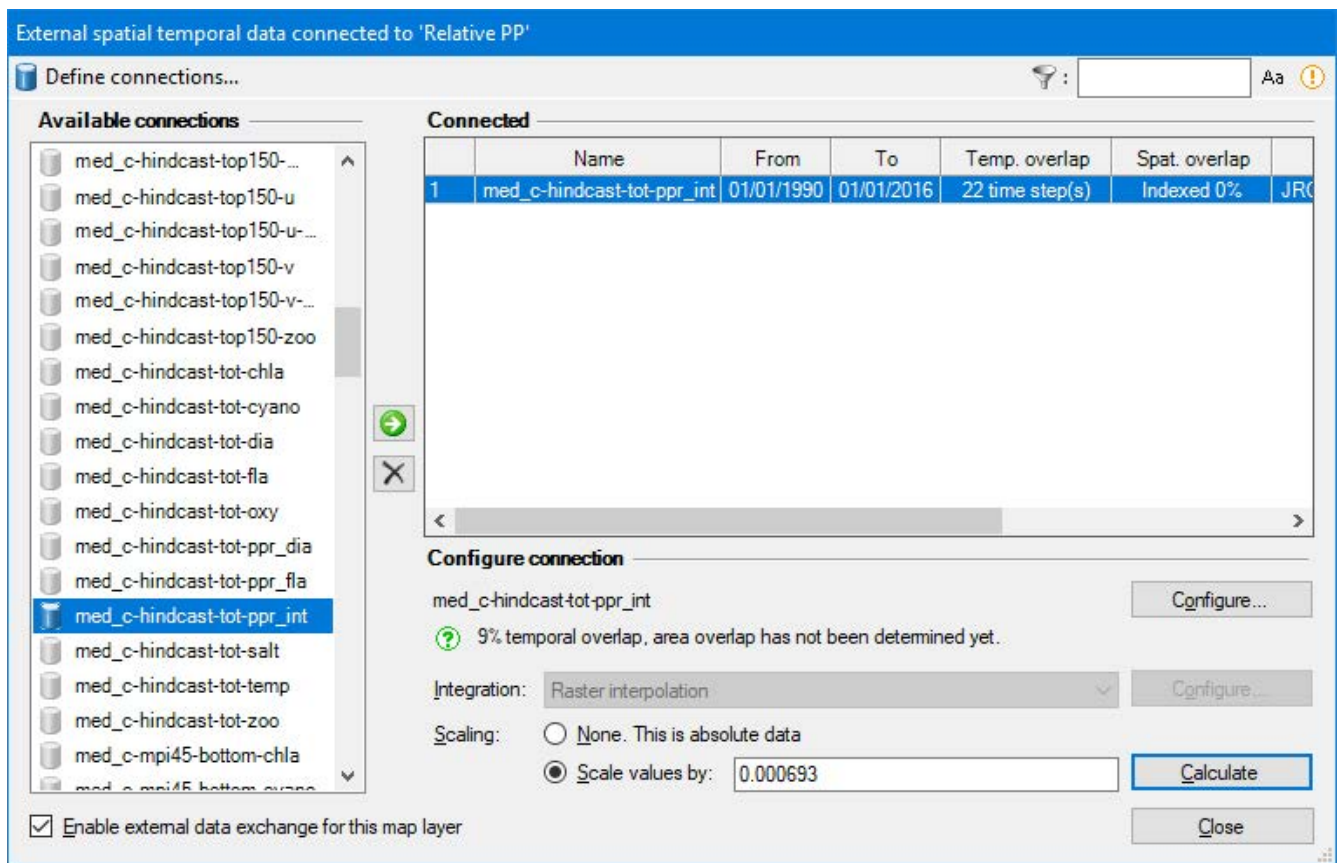 External spatial temporal data connected to 'Relative PP'
Define connections...
:
Aa
Available connections
med_c-hindcast-top150-...
med_c-hindcast-top150-u
med_c-hindcast-top150-u-...
med_c-hindcast-top150-v
med_c-hindcast-top150-v-...
med_c-hindcast-top150-zoo
med_c-hindcast-tot-chla
med_c-hindcast-tot-cyano
med_c-hindcast-tot-dia
med_c-hindcast-tot-fla
med_c-hindcast-tot-oxy
med_c-hindcast-tot-ppr_dia
med_c-hindcast-tot-ppr_fla
med_c-hindcast-tot-ppr_int
med_c-hindcast-tot-salt
med_c-hindcast-tot-temp
med_c-hindcast-tot-zoo
med_c-mpi45-bottom-chla
Connected
Name From To Temp. overlap Spat. overlap
1 med_c-hindcast-tot-ppr_int 01/01/1990 01/01/2016 22 time step(s) Indexed 0% JRC
Configure connection
med_c-hindcast-tot-ppr_int
Configure...
9% temporal overlap, area overlap has not been determined yet.
Integration: Raster interpolation Configure...
Scaling: None. This is absolute data
Scale values by: 0.000693 Calculate
Enable external data exchange for this map layer
Close